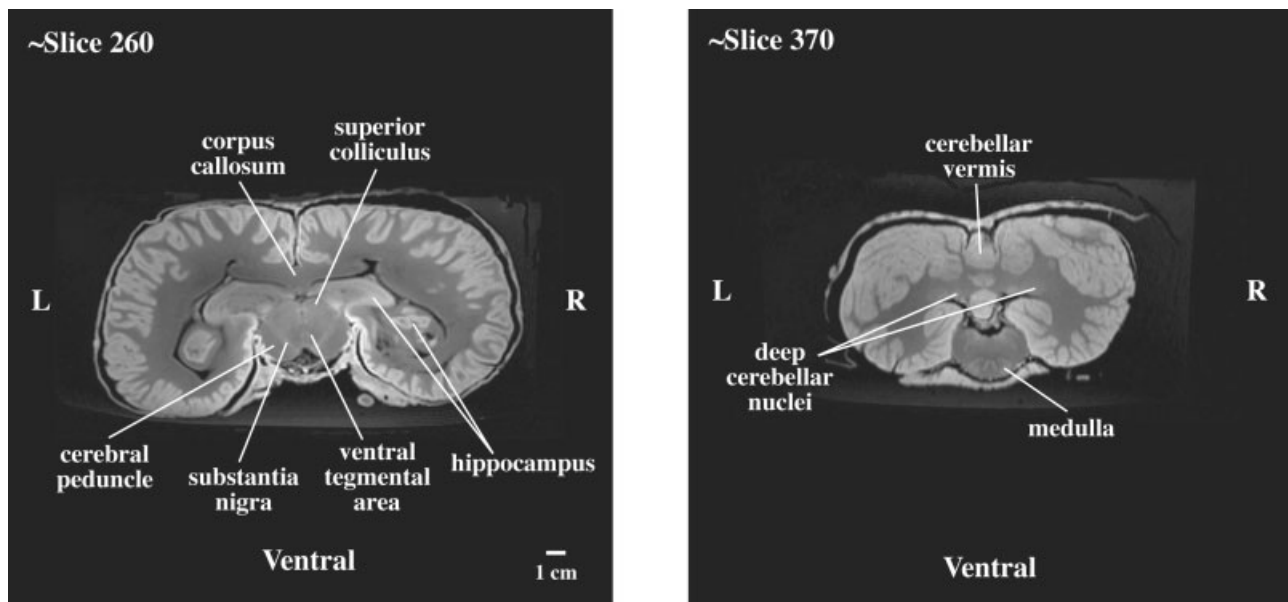 ~Slice 260
corpus
callosum
superior
colliculus
L
R
cerebral
peduncle
substantia
nigra
ventral
tegmental
area
hippocampus
Ventral
1 cm
~Slice 370
cerebellar
vermis
L
R
deep
cerebellar
nuclei
medulla
Ventral